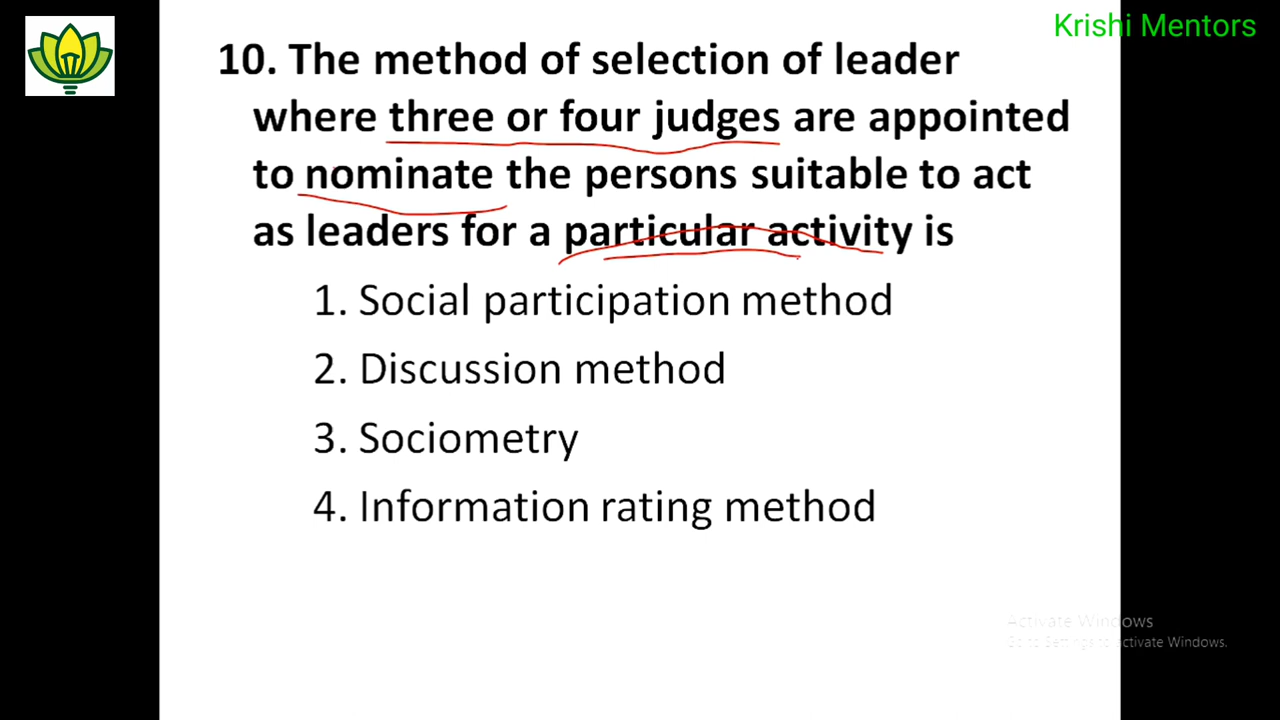 Krishi Mentors
10. The method of selection of leader
where three or four judges are appointed
to nominate the persons suitable to act
as leaders for a particular activity is
1. Social participation method
2. Discussion method
3. Sociometry
4. Information rating method
Activate Windows
Go to Settings to activate Windows.